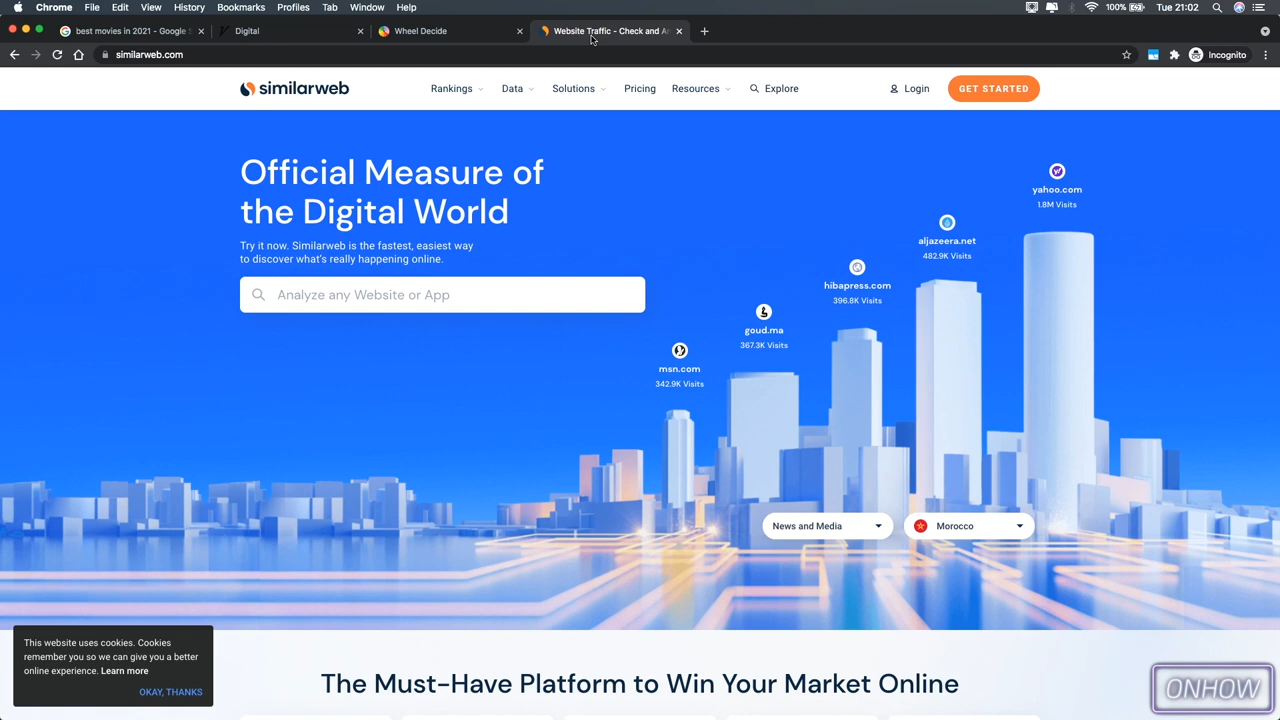 Chrome File Edit View History Bookmarks Profiles Tab Window Help
100% Tue 21:02
best movies in 2021 - Google S
Digital
Wheel Decide
Website Traffic - Check and An
similarweb.com
Incognito
similarweb
Rankings
Data
Solutions
Pricing
Resources
Explore
Login
GET STARTED
Official Measure of
the Digital World
Try it now. Similarweb is the fastest, easiest way
to discover what's really happening online.
Analyze any Website or App
yahoo.com
1.8M Visits
aljazeera.net
482.9K Visits
hibapress.com
396.8K Visits
goud.ma
367.3K Visits
msn.com
342.9K Visits
News and Media
Morocco
This website uses cookies. Cookies
remember you so we can give you a better
online experience. Learn more
OKAY, THANKS
The Must-Have Platform to Win Your Market Online
ONHOW